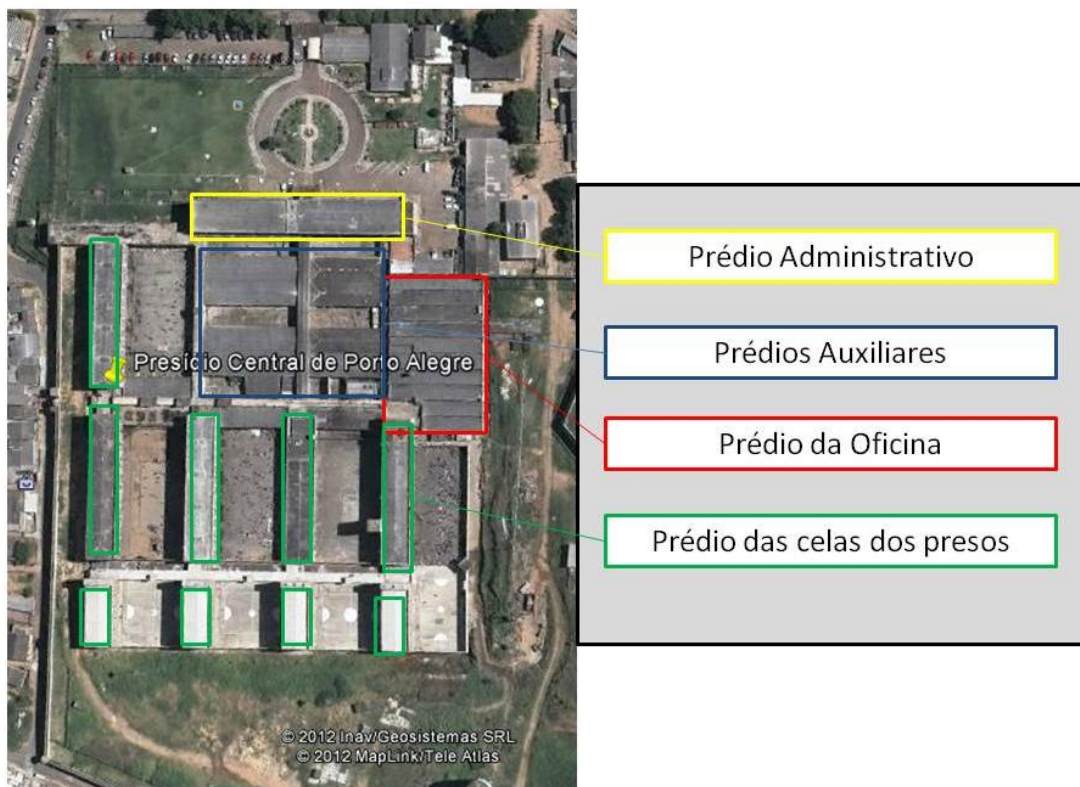 Prédio Administrativo
Prédios Auxiliares
Presídio Central de Porto Alegre
Prédio da Oficina
Prédio das celas dos presos
© 2012 Inav/Geosistemas SRL
© 2012 MapLink/Tele Atlas